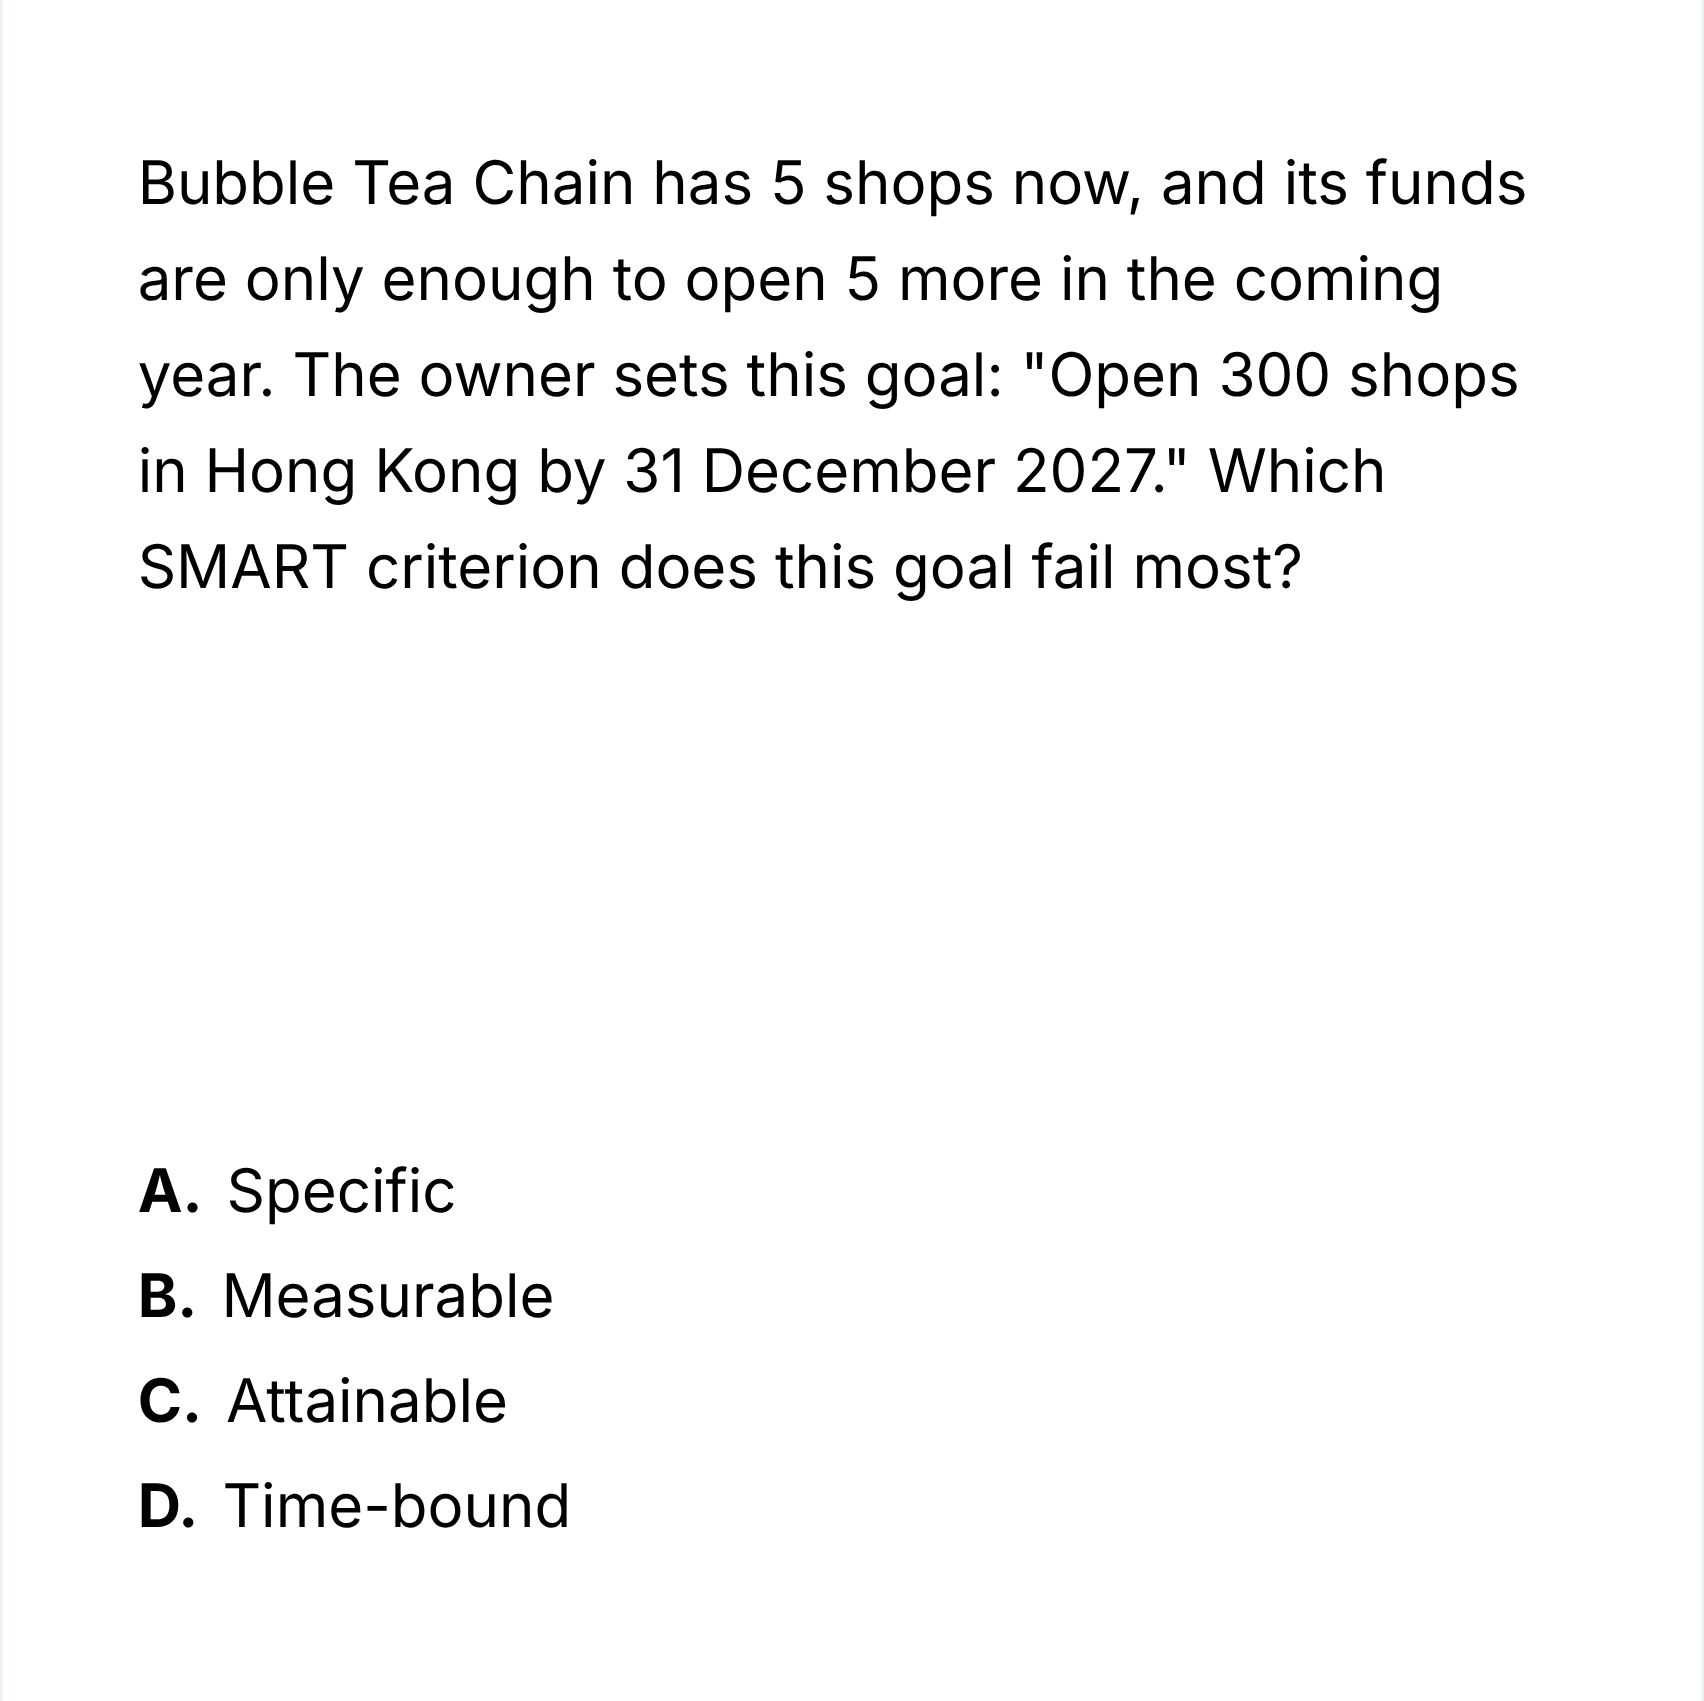 Bubble Tea Chain has 5 shops now, and its funds
are only enough to open 5 more in the coming
year. The owner sets this goal: "Open 300 shops
in Hong Kong by 31 December 2027." Which
SMART criterion does this goal fail most?
A. Specific
B. Measurable
C. Attainable
D. Time-bound